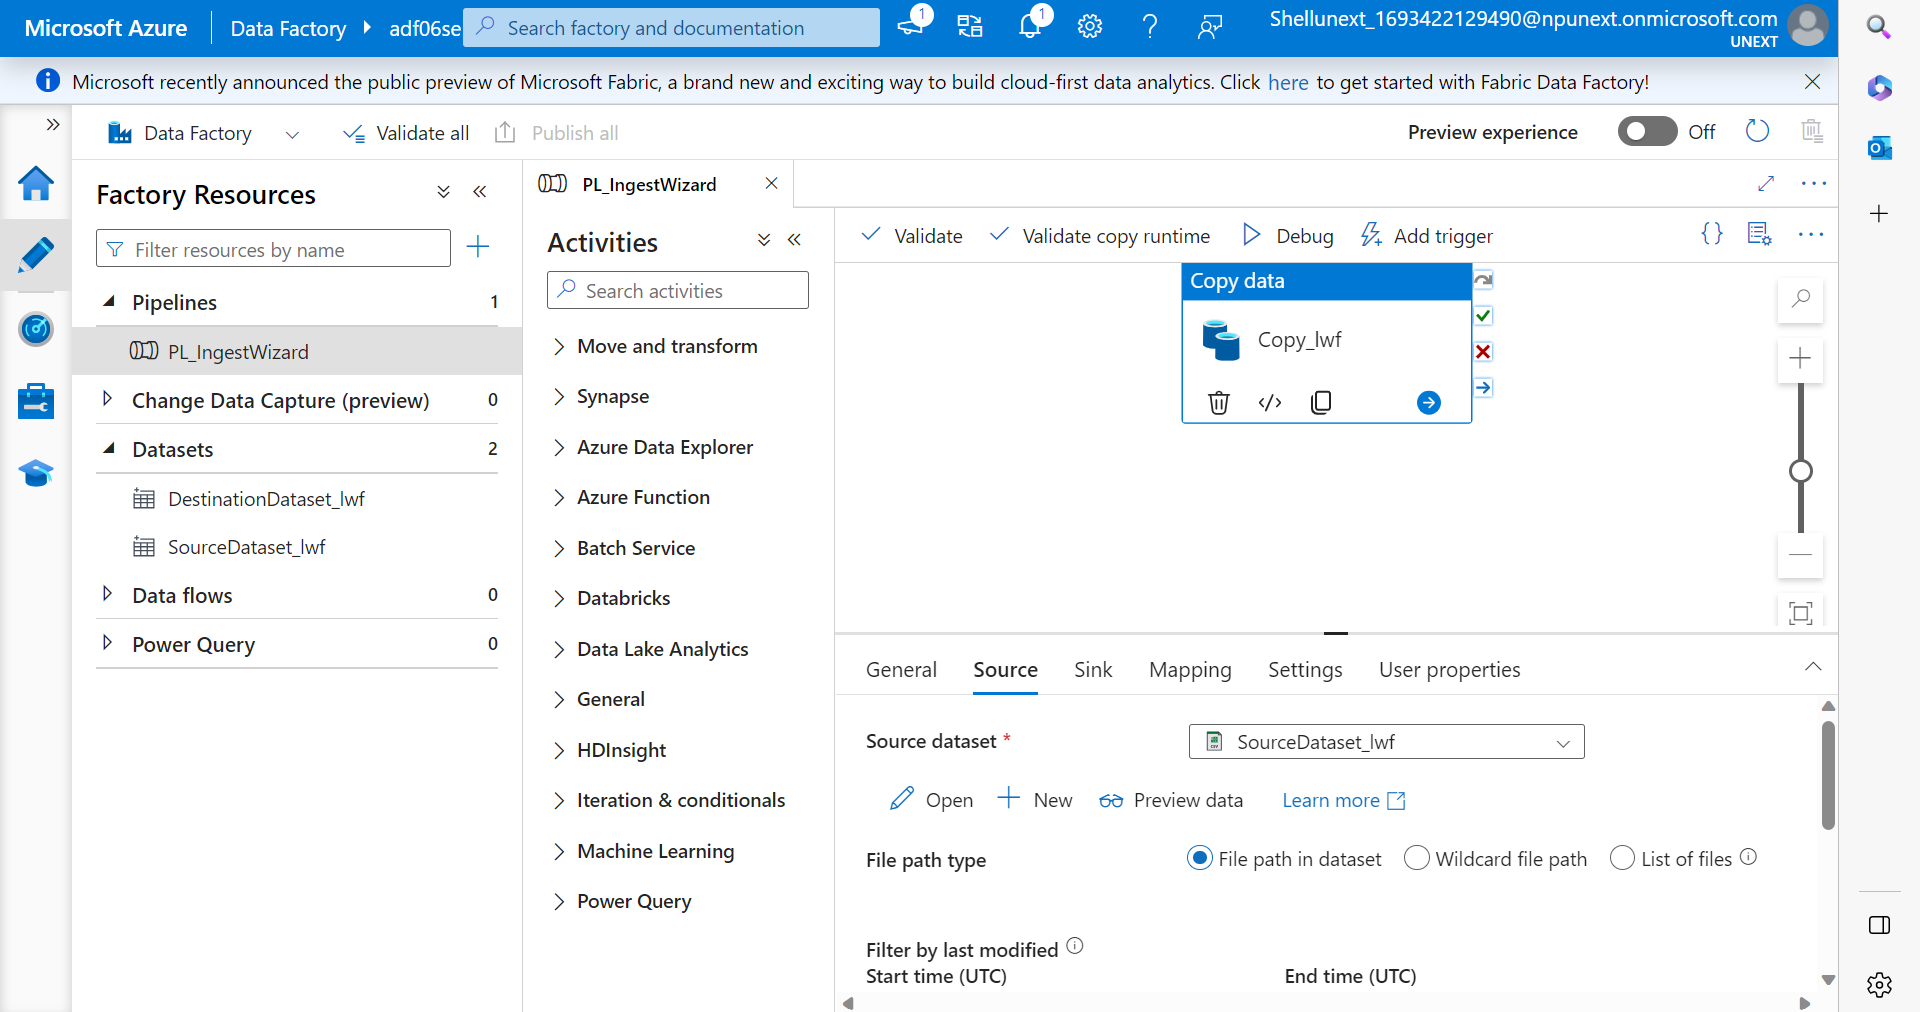 Microsoft Azure
Data Factory
adf06se
Search factory and documentation
1
1
Shellunext_1693422129490@npunext.onmicrosoft.com
UNEXT
Microsoft recently announced the public preview of Microsoft Fabric, a brand new and exciting way to build cloud-first data analytics. Click here to get started with Fabric Data Factory!
Data Factory
Validate all
Publish all
Preview experience
Off
Factory Resources
Filter resources by name
Pipelines 1
PL_IngestWizard
Change Data Capture (preview) 0
Datasets 2
DestinationDataset_lwf
SourceDataset_lwf
Data flows 0
Power Query 0
PL_IngestWizard
Activities
Search activities
Move and transform
Synapse
Azure Data Explorer
Azure Function
Batch Service
Databricks
Data Lake Analytics
General
HDInsight
Iteration & conditionals
Machine Learning
Power Query
Validate
Validate copy runtime
Debug
Add trigger
Copy data
Copy_lwf
General
Source
Sink
Mapping
Settings
User properties
Source dataset *
SourceDataset_lwf
Open
New
Preview data
Learn more
File path type
File path in dataset
Wildcard file path
List of files
Filter by last modified
Start time (UTC)
End time (UTC)